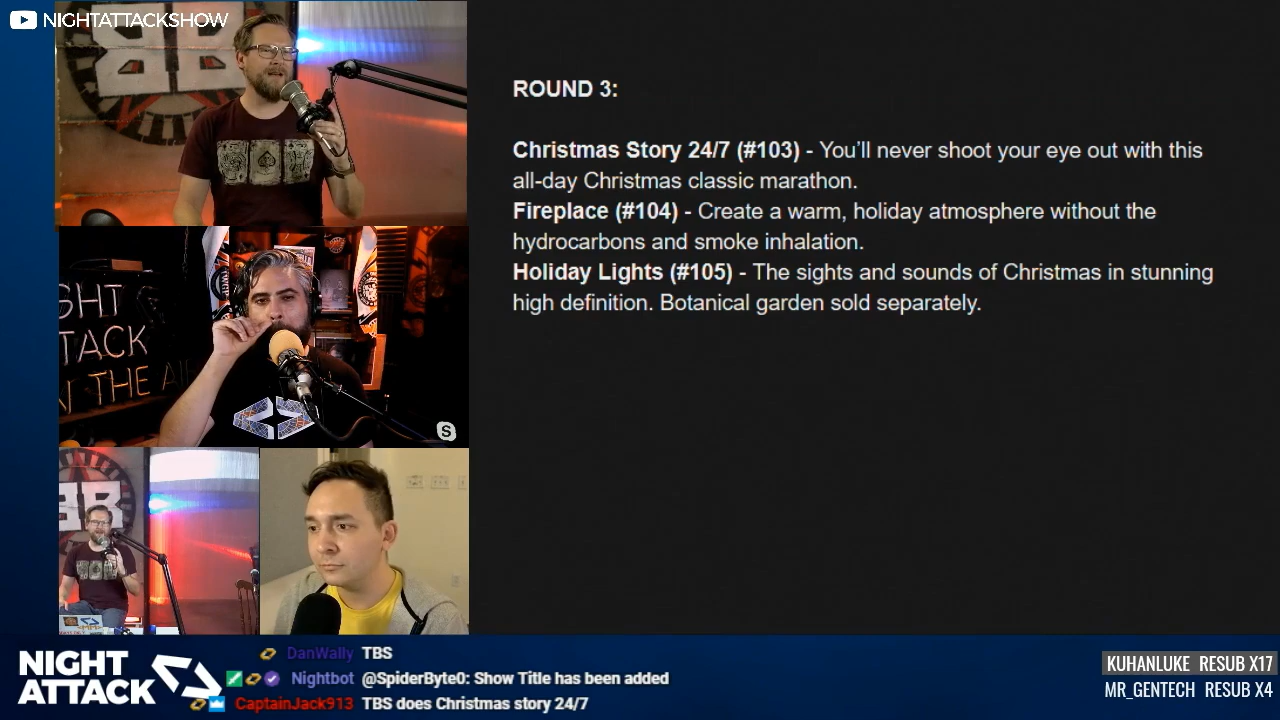 NIGHTATTACKSHOW
BB
ROUND 3:
Christmas Story 24/7 (#103) - You'll never shoot your eye out with this
all-day Christmas classic marathon.
Fireplace (#104) - Create a warm, holiday atmosphere without the
hydrocarbons and smoke inhalation.
Holiday Lights (#105) - The sights and sounds of Christmas in stunning
high definition. Botanical garden sold separately.
S
NIGHT
ATTACK
DanWally TBS
Nightbot @SpiderByte0: Show Title has been added
CaptainJack913 TBS does Christmas story 24/7
KUHANLUKE RESUB X17
MR_GENTECH RESUB X4